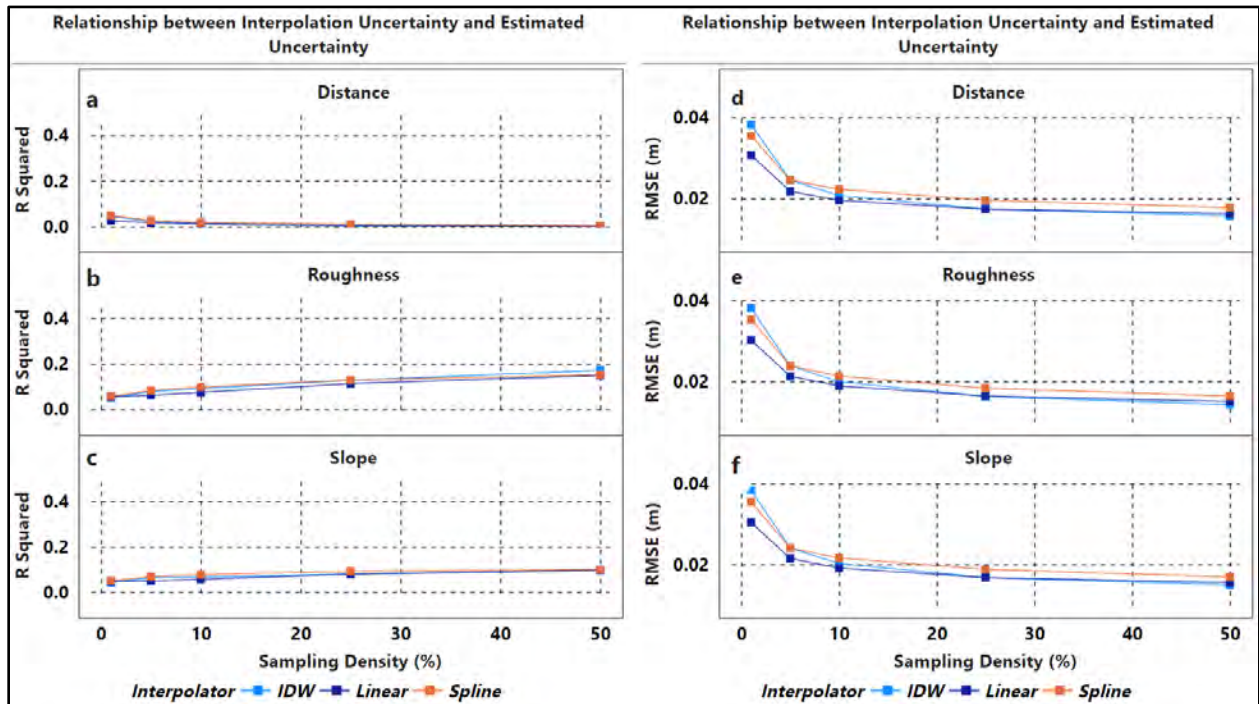 Relationship between Interpolation Uncertainty and Estimated
Uncertainty
a
Distance
R Squared
0.4
0.2
0.0
b
Roughness
R Squared
0.4
0.2
0.0
c
Slope
R Squared
0.4
0.2
0.0
0 10 20 30 40 50
Sampling Density (%)
Interpolator IDW Linear Spline
Relationship between Interpolation Uncertainty and Estimated
Uncertainty
d
Distance
RMSE (m)
0.04
0.02
e
Roughness
RMSE (m)
0.04
0.02
f
Slope
RMSE (m)
0.04
0.02
0 10 20 30 40 50
Sampling Density (%)
Interpolator IDW Linear Spline